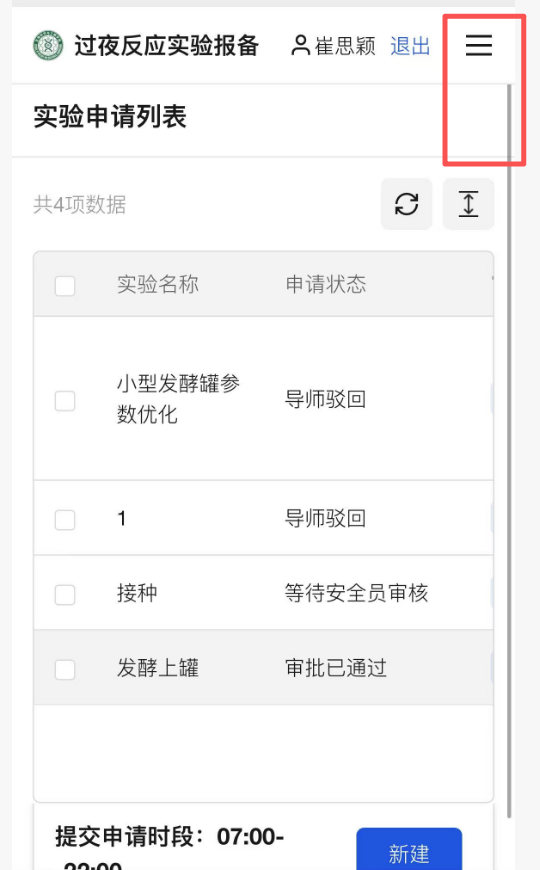 过夜反应实验报备 崔思颖 退出
实验申请列表
共4项数据
实验名称 申请状态
小型发酵罐参
数优化
导师驳回
1 导师驳回
接种 等待安全员审核
发酵上罐 审批已通过
提交申请时段：07:00-
新建